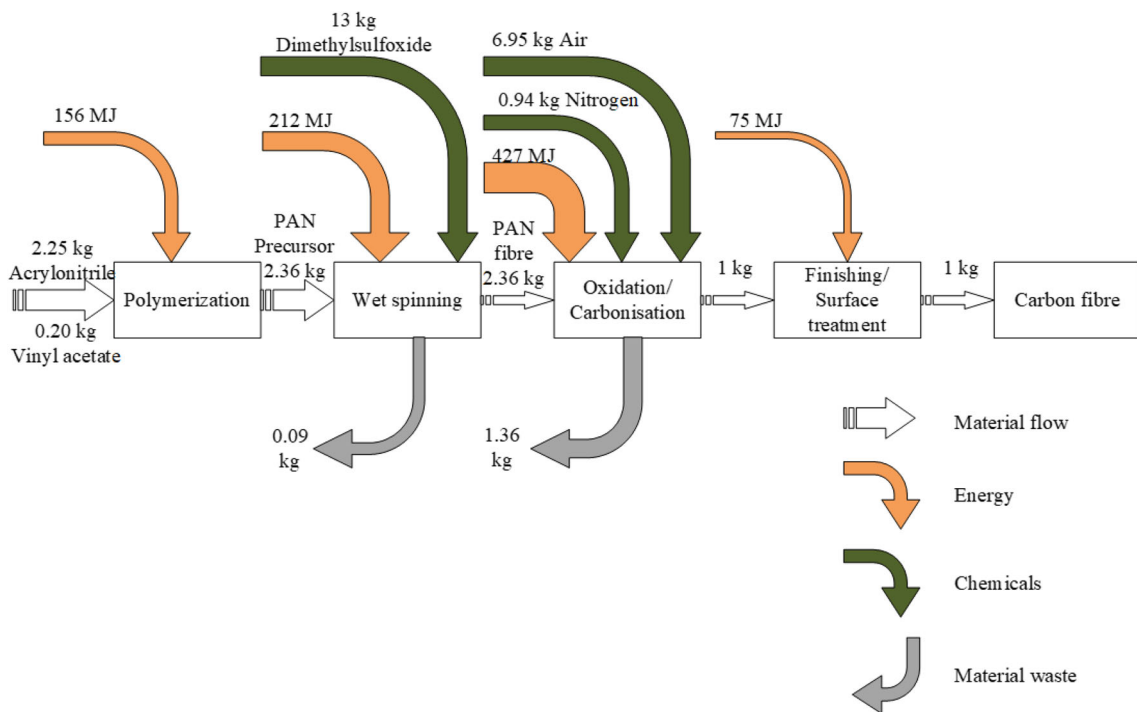 13 kg
Dimethylsulfoxide
6.95 kg Air
0.94 kg Nitrogen
156 MJ
212 MJ
427 MJ
75 MJ
2.25 kg
Acrylonitrile
0.20 kg
Vinyl acetate
Polymerization
PAN
Precursor
2.36 kg
Wet spinning
PAN
fibre
2.36 kg
Oxidation/
Carbonisation
1 kg
Finishing/
Surface
treatment
1 kg
Carbon fibre
0.09
kg
1.36
kg
Material flow
Energy
Chemicals
Material waste